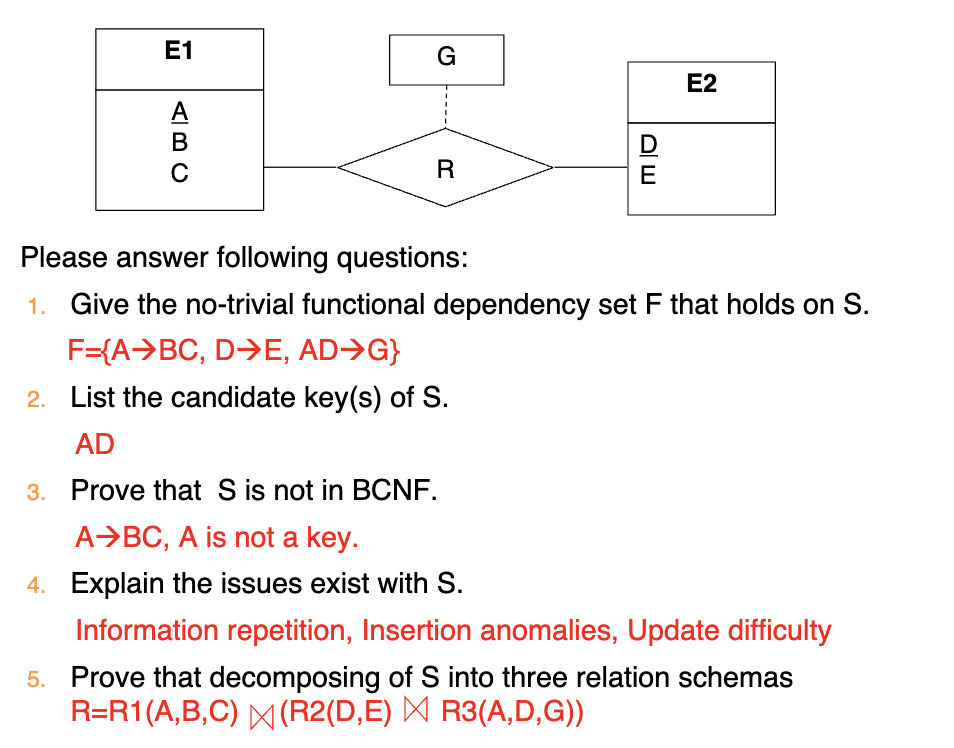 E1
G
E2
A
B
C
R
D
E
Please answer following questions:
1. Give the no-trivial functional dependency set F that holds on S.
F={A→BC, D→E, AD→G}
2. List the candidate key(s) of S.
AD
3. Prove that S is not in BCNF.
A→BC, A is not a key.
4. Explain the issues exist with S.
Information repetition, Insertion anomalies, Update difficulty
5. Prove that decomposing of S into three relation schemas
R=R1(A,B,C) ⋈ (R2(D,E) ⋈ R3(A,D,G))